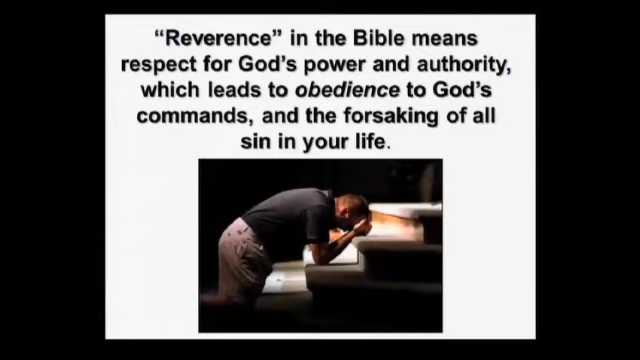 “Reverence” in the Bible means
respect for God’s power and authority,
which leads to obedience to God’s
commands, and the forsaking of all
sin in your life.